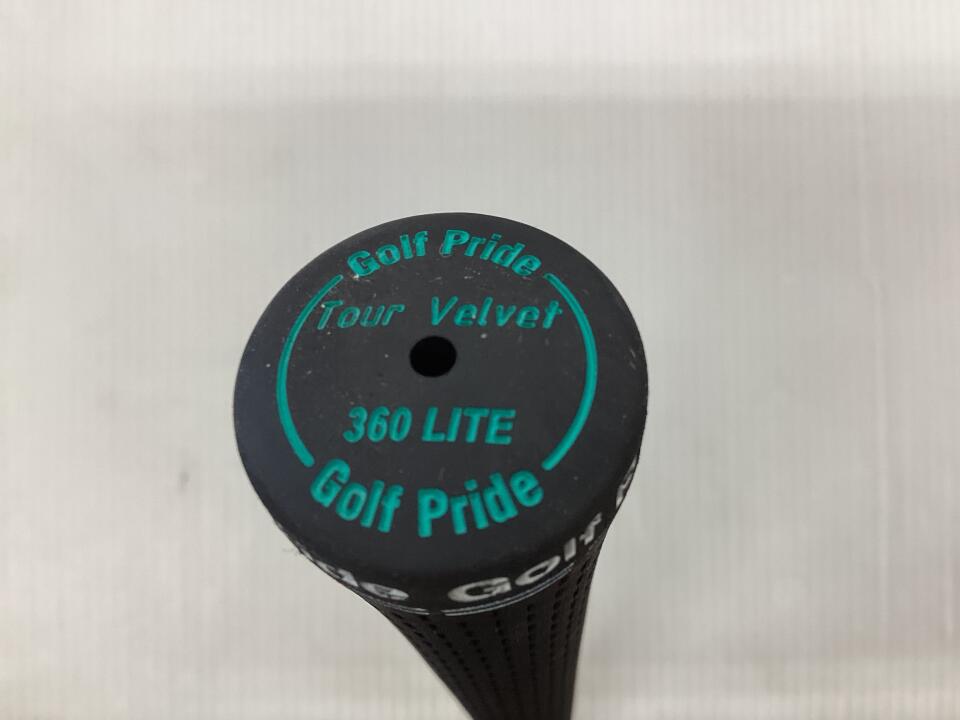 Golf Pride
Tour Velvet
360 LITE
Golf Pride
Golf